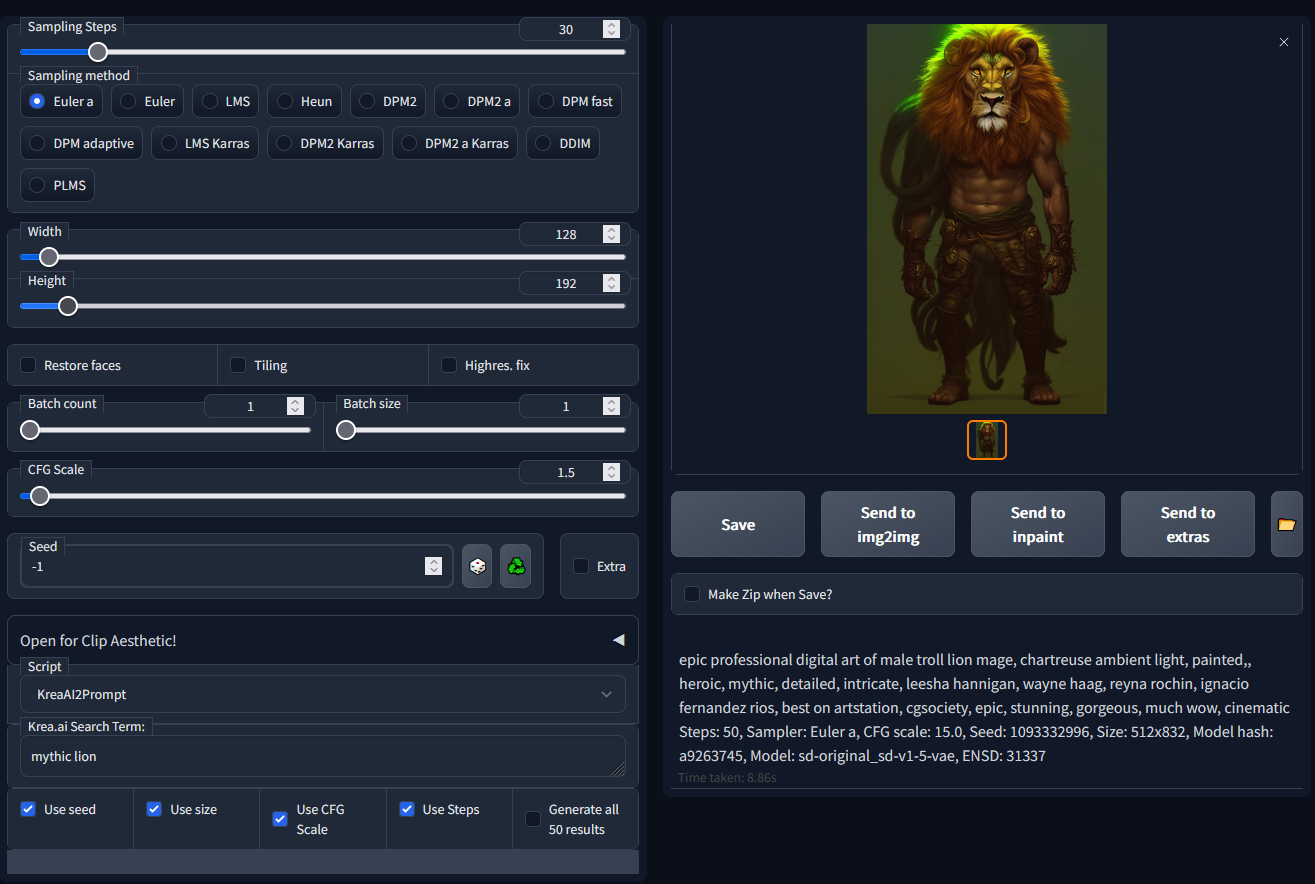 Sampling Steps
30
Sampling method
Euler a
Euler
LMS
Heun
DPM2
DPM2 a
DPM fast
DPM adaptive
LMS Karras
DPM2 Karras
DPM2 a Karras
DDIM
PLMS
Width
128
Height
192
Restore faces
Tiling
Highres. fix
Batch count
1
Batch size
1
CFG Scale
1.5
Seed
-1
Extra
Open for Clip Aesthetic!
Script
KreaAI2Prompt
Krea.ai Search Term:
mythic lion
Use seed
Use size
Use CFG
Scale
Use Steps
Generate all
50 results
Save
Send to
img2img
Send to
inpaint
Send to
extras
Make Zip when Save?
epic professional digital art of male troll lion mage, chartreuse ambient light, painted,,
heroic, mythic, detailed, intricate, leesha hannigan, wayne haag, reyna rochin, ignacio
fernandez rios, best on artstation, cgsociety, epic, stunning, gorgeous, much wow, cinematic
Steps: 50, Sampler: Euler a, CFG scale: 15.0, Seed: 1093332996, Size: 512x832, Model hash:
a9263745, Model: sd-original_sd-v1-5-vae, ENSD: 31337
Time taken: 8.86s